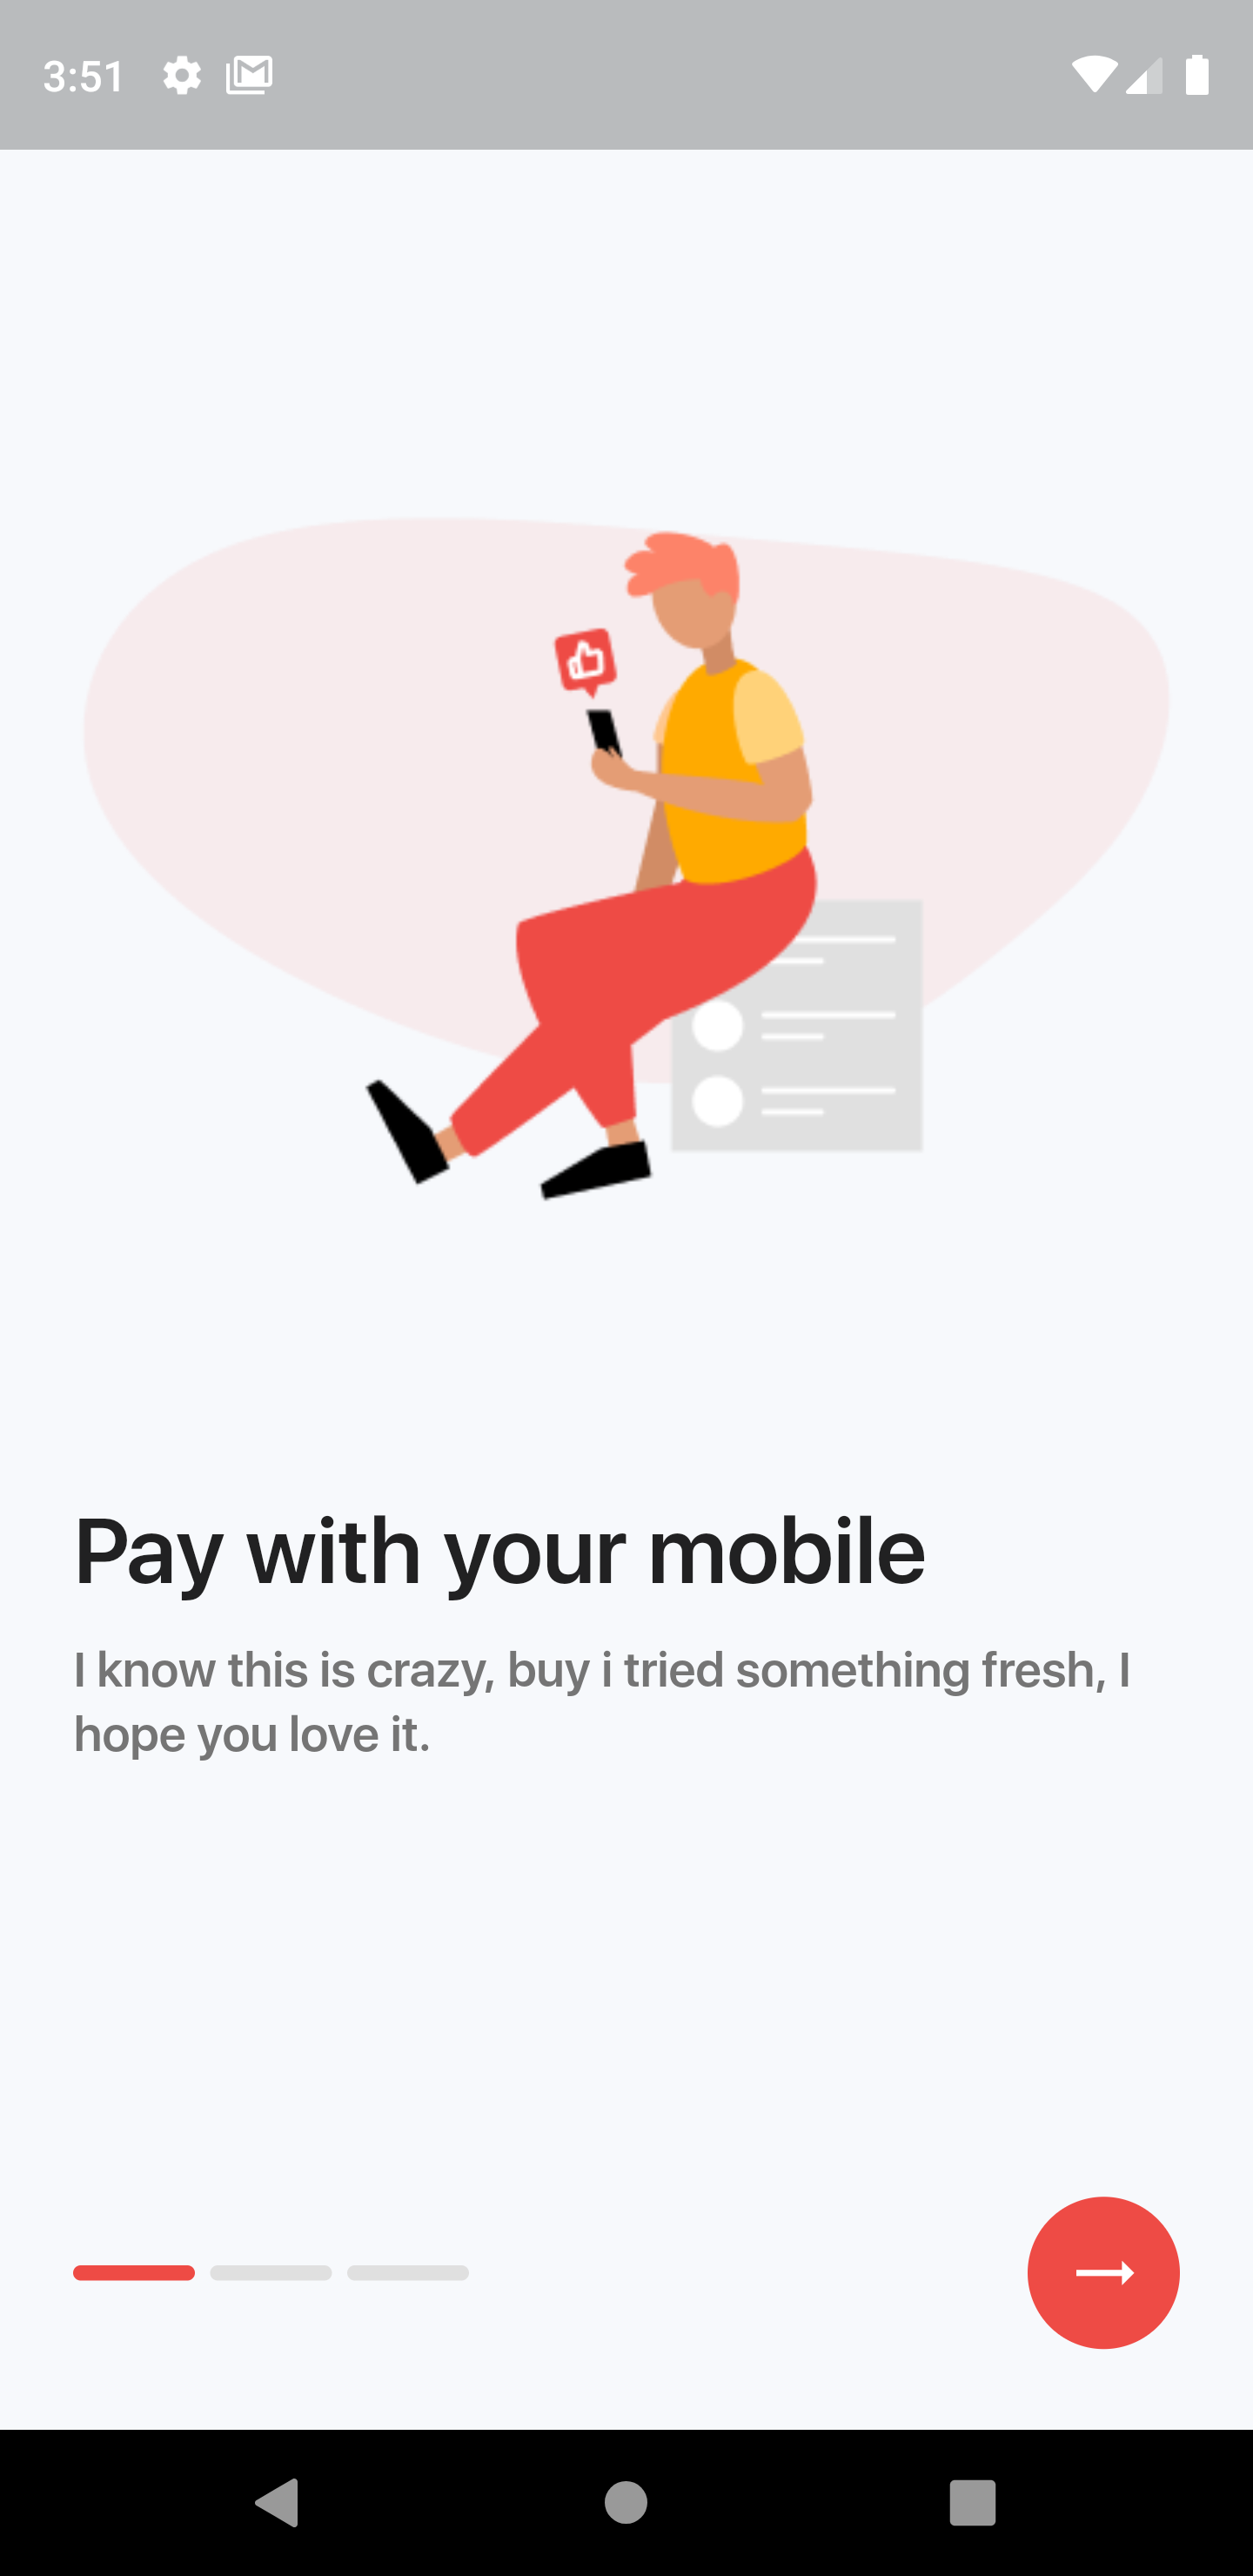 3:51
Pay with your mobile
I know this is crazy, buy i tried something fresh, I
hope you love it.